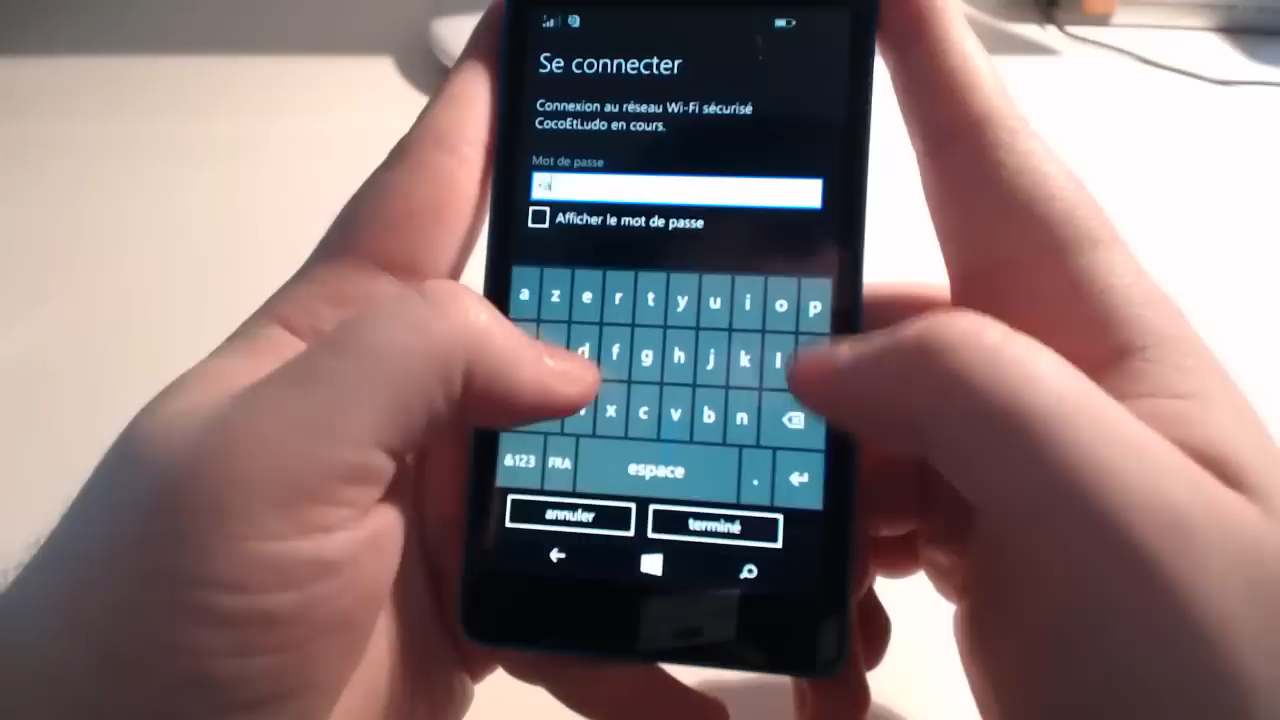 Se connecter
Connexion au réseau Wi-Fi sécurisé
CocoEtLudo en cours.
Mot de passe
Afficher le mot de passe
a z e r t y u i o p
d f g h j k l
x c v b n
&123 FRA espace .
annuler terminé